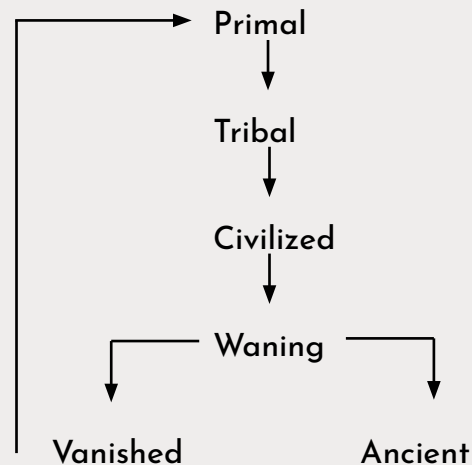 Primal
Tribal
Civilized
Waning
Vanished
Ancient